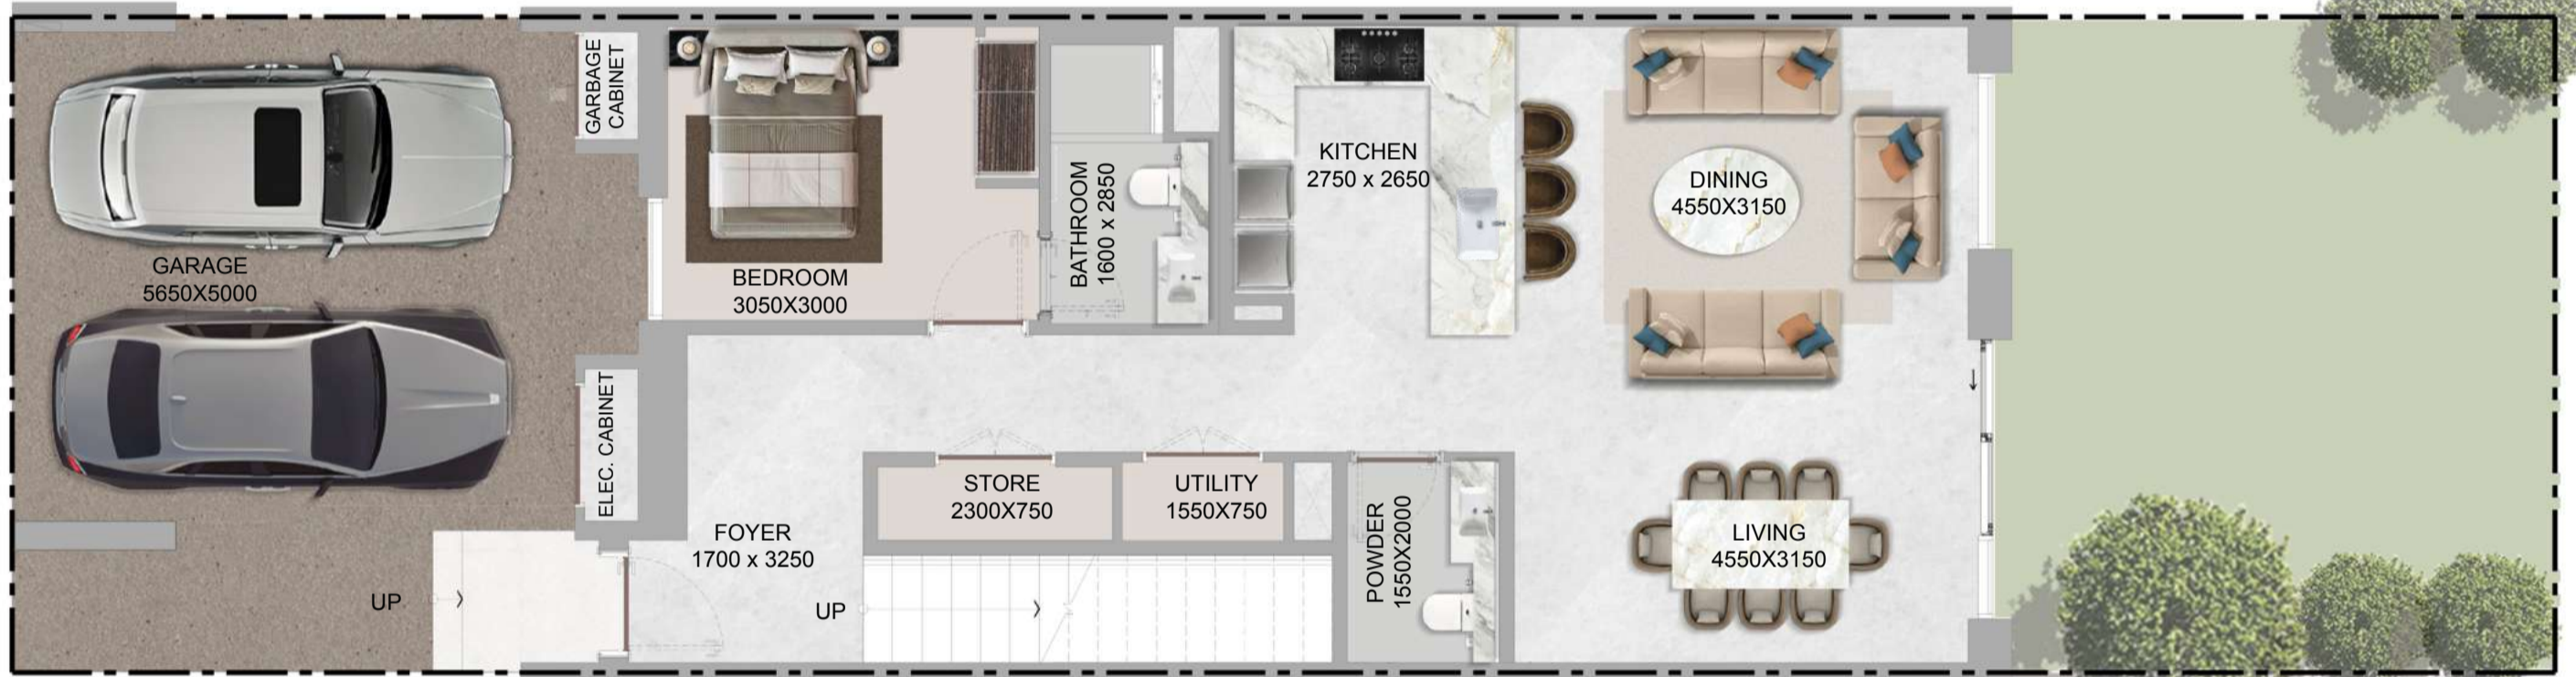 GARBAGE
CABINET
GARAGE
5650X5000
ELEC. CABINET
UP
BEDROOM
3050X3000
BATHROOM
1600 x 2850
KITCHEN
2750 x 2650
DINING
4550X3150
FOYER
1700 x 3250
STORE
2300X750
UTILITY
1550X750
UP
POWDER
1550X2000
LIVING
4550X3150